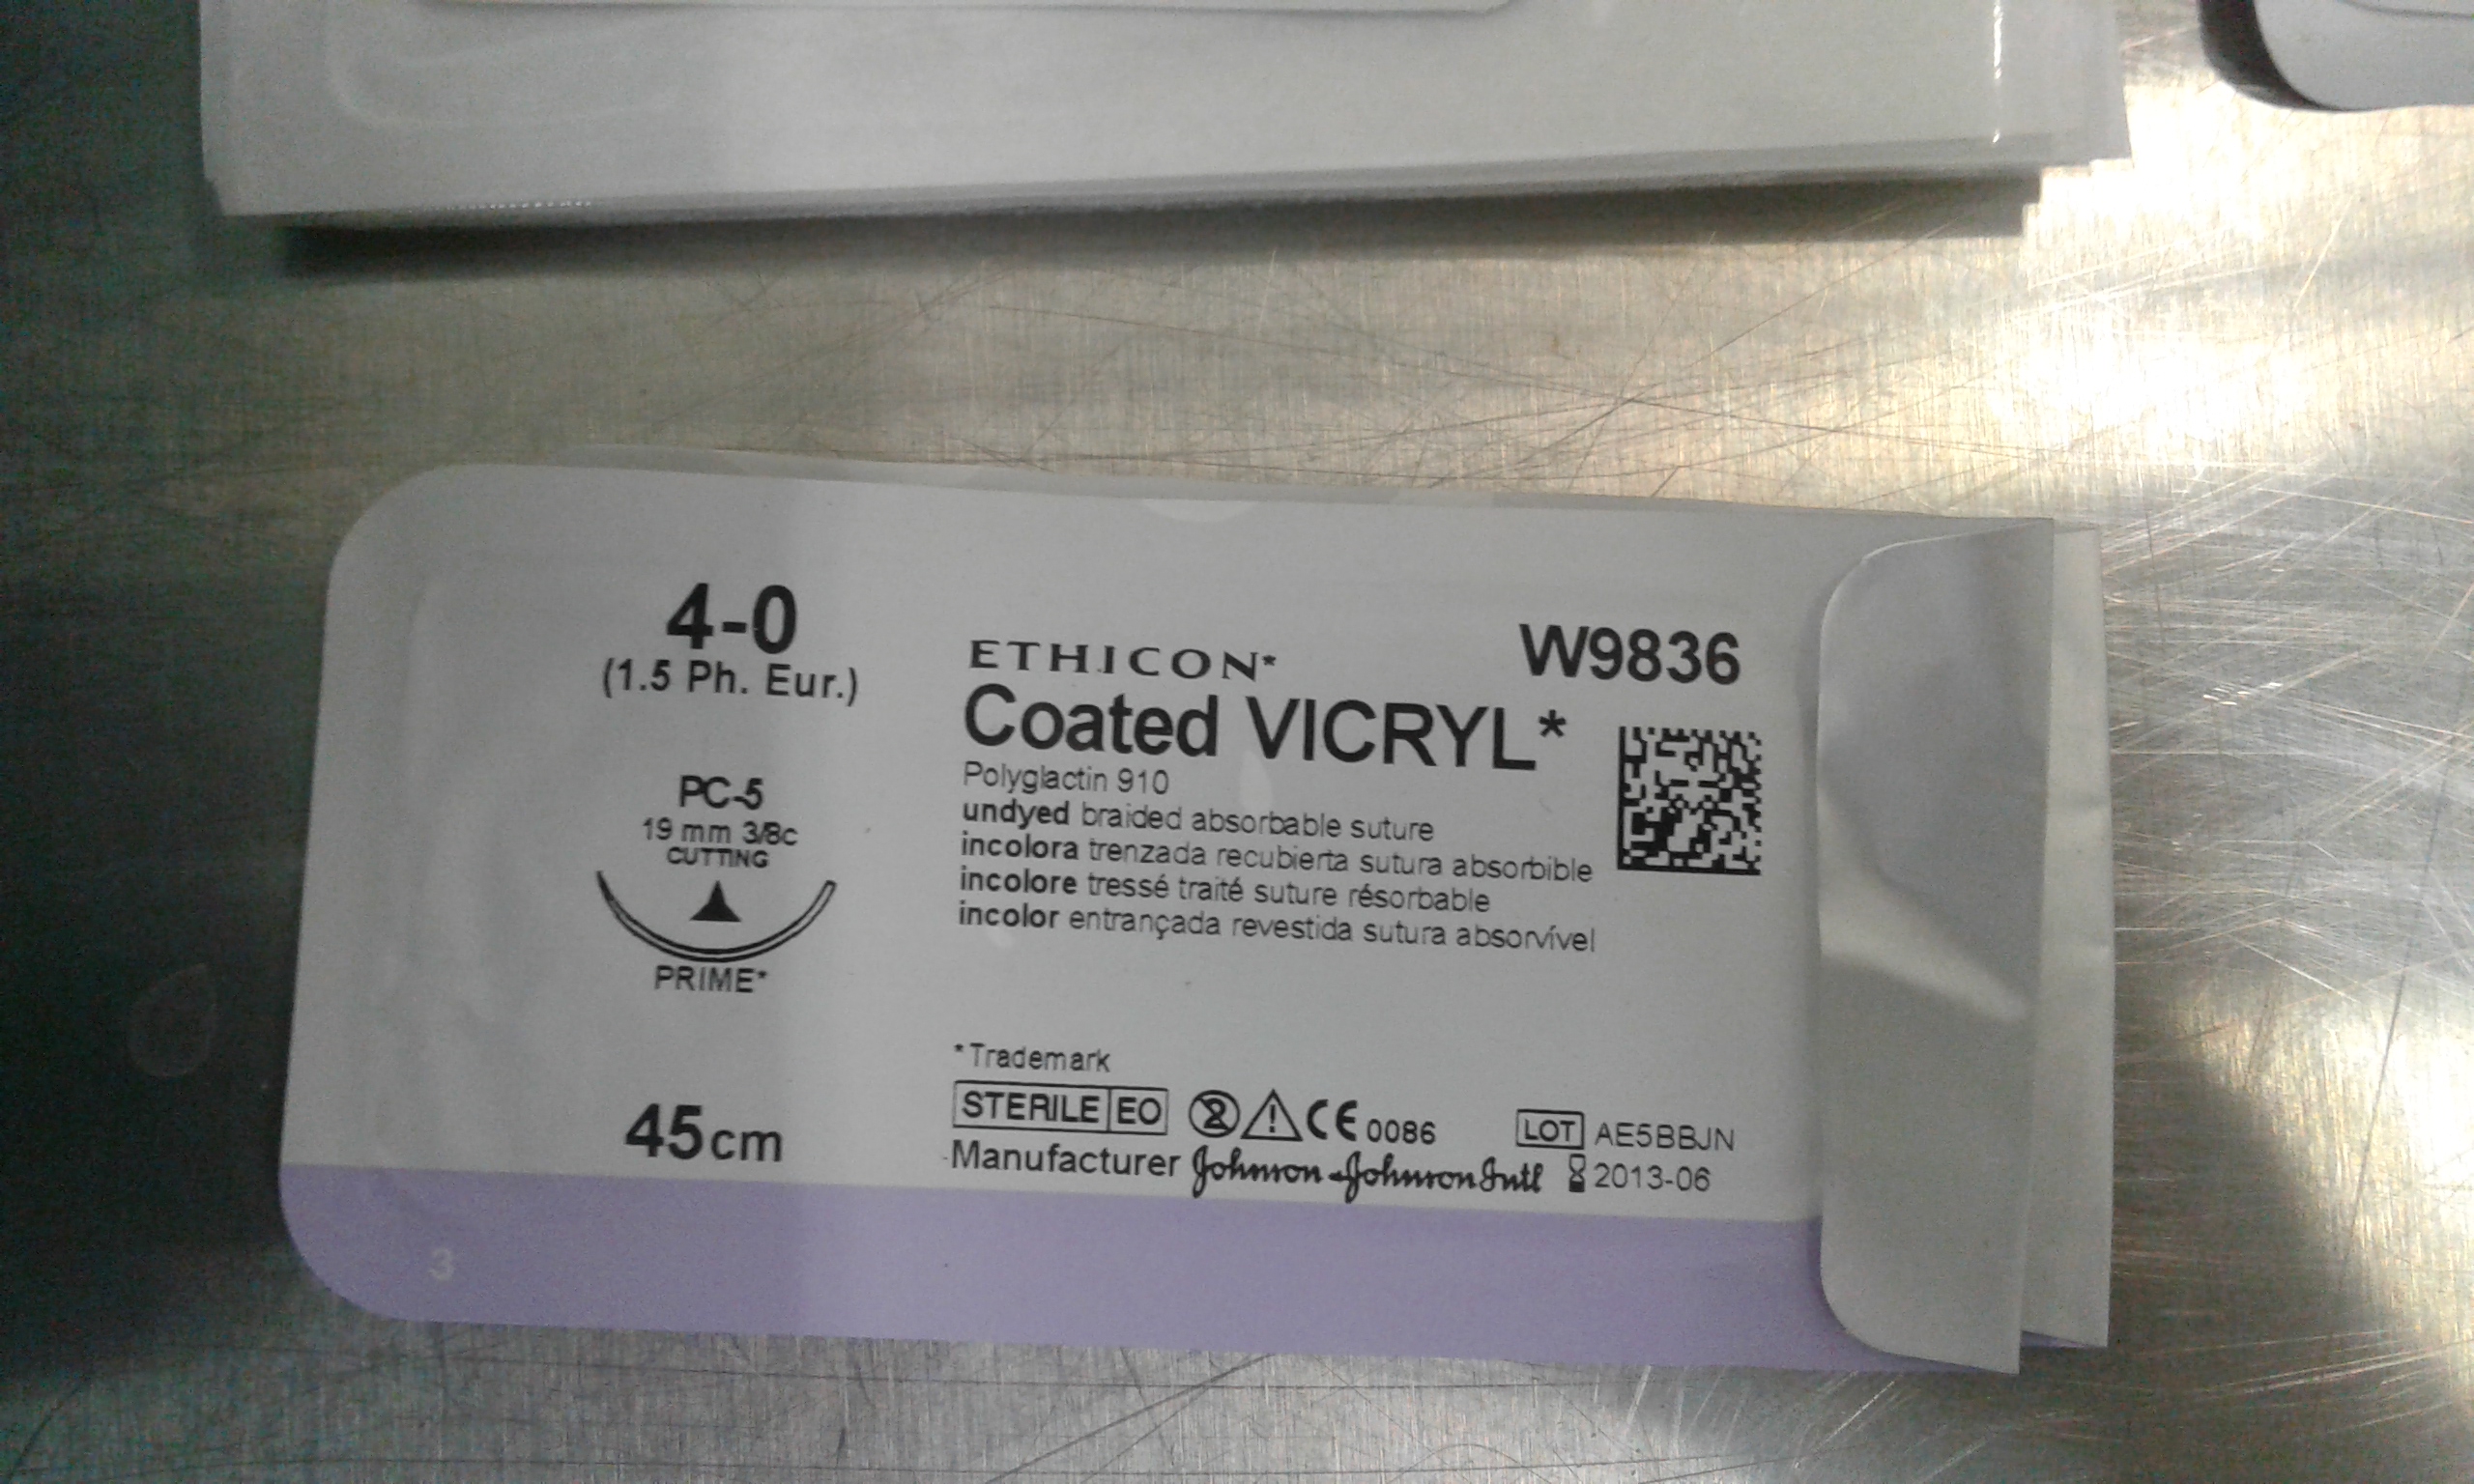 4-0
(1.5 Ph. Eur.)
PC-5
19 mm 3/8c
CUTTING
PRIME*
45cm
ETHICON*
W9836
Coated VICRYL*
Polyglactin 910
undyed braided absorbable suture
incolora trenzada recubierta sutura absorbible
incolore tressé traité suture résorbable
incolor entrançada revestida sutura absorvível
*Trademark
STERILE EO 2 CE 0086
LOT AE5BBJN
Manufacturer Johnson & Johnson Intl
2013-06
3